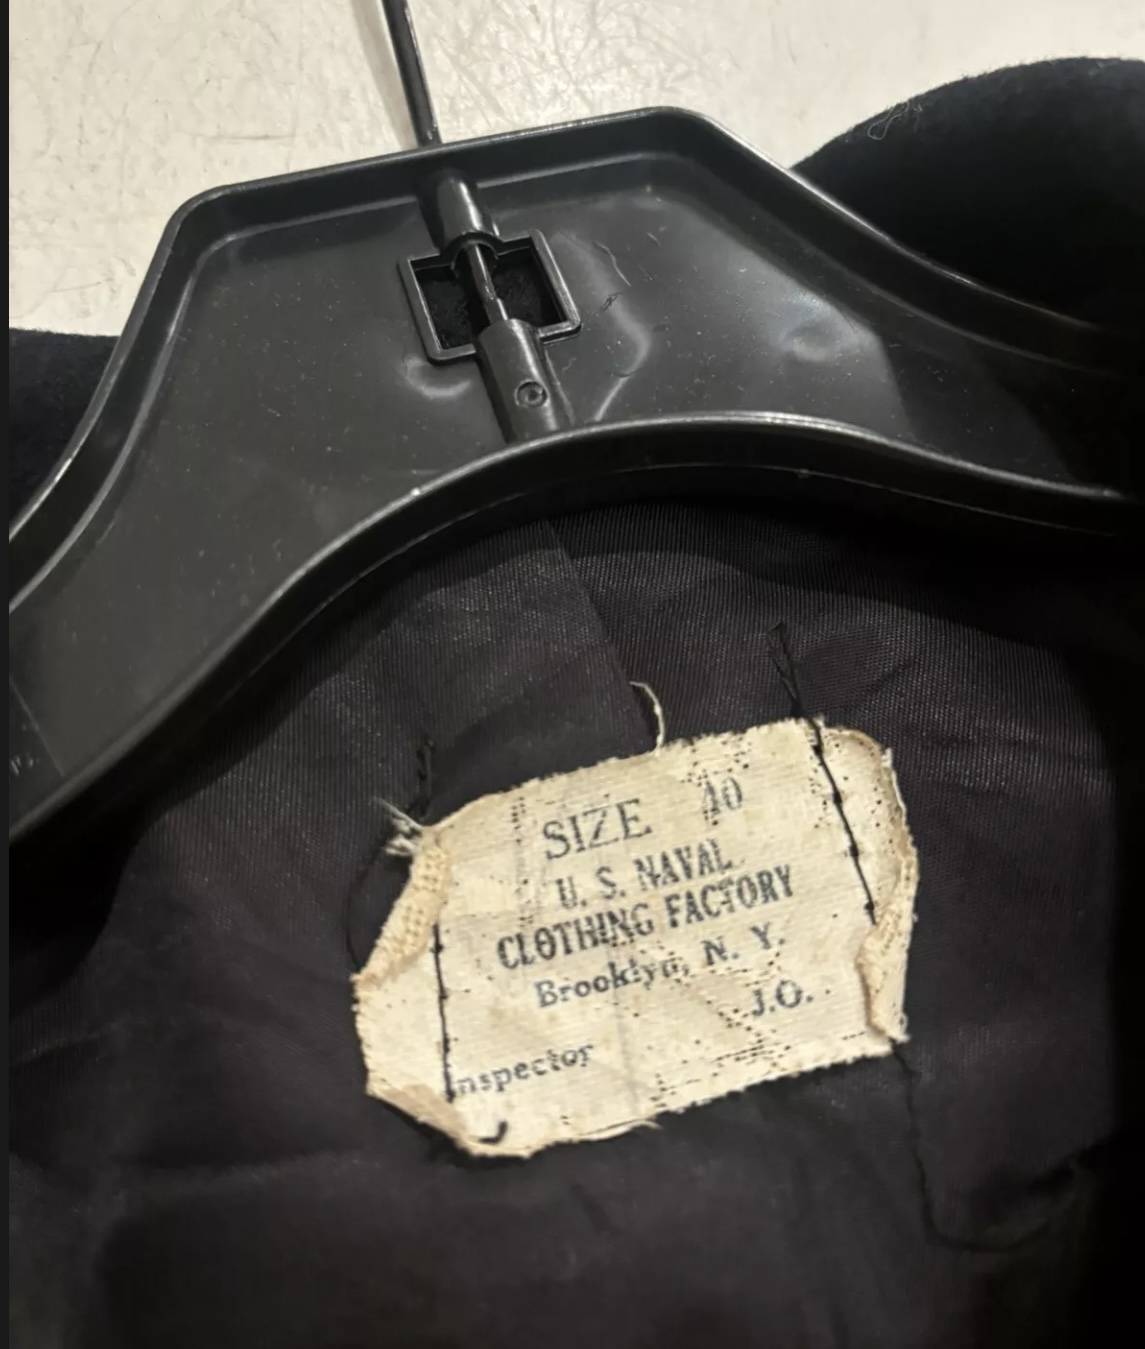 SIZE 40
U. S. NAVAL
CLOTHING FACTORY
Brooklyn, N. Y.
J.O.
Inspector